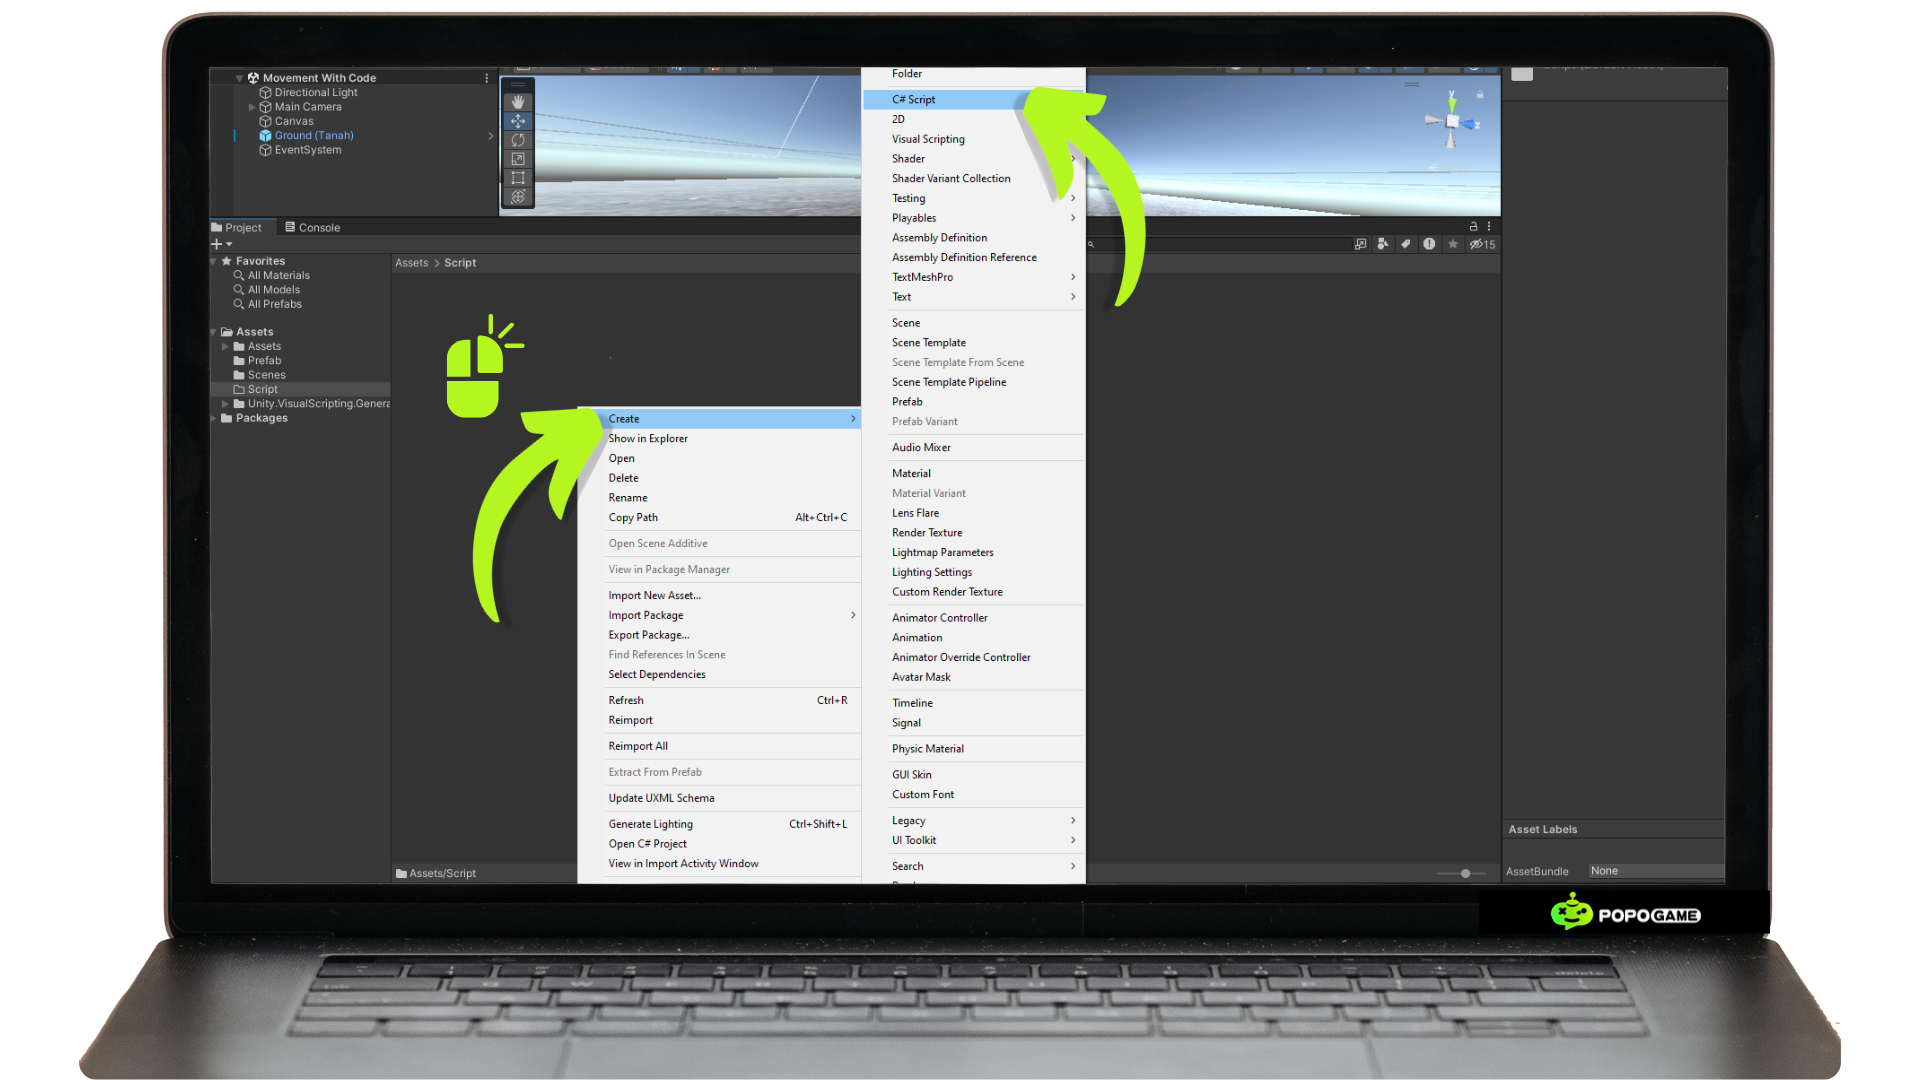 Movement With Code
Directional Light
Main Camera
Canvas
Ground (Tanah)
EventSystem
Project
Console
15
Favorites
All Materials
All Models
All Prefabs
Assets
Assets
Prefab
Scenes
Script
Unity.VisualScripting.Genera
Packages
Assets > Script
Assets/Script
Create
Show in Explorer
Open
Delete
Rename
Copy Path Alt+Ctrl+C
Open Scene Additive
View in Package Manager
Import New Asset...
Import Package
Export Package...
Find References In Scene
Select Dependencies
Refresh Ctrl+R
Reimport
Reimport All
Extract From Prefab
Update UXML Schema
Generate Lighting Ctrl+Shift+L
Open C# Project
View in Import Activity Window
Folder
C# Script
2D
Visual Scripting
Shader
Shader Variant Collection
Testing
Playables
Assembly Definition
Assembly Definition Reference
TextMeshPro
Text
Scene
Scene Template
Scene Template From Scene
Scene Template Pipeline
Prefab
Prefab Variant
Audio Mixer
Material
Material Variant
Lens Flare
Render Texture
Lightmap Parameters
Lighting Settings
Custom Render Texture
Animator Controller
Animation
Animator Override Controller
Avatar Mask
Timeline
Signal
Physic Material
GUI Skin
Custom Font
Legacy
UI Toolkit
Search
y
z
Asset Labels
AssetBundle None
POPOGAME